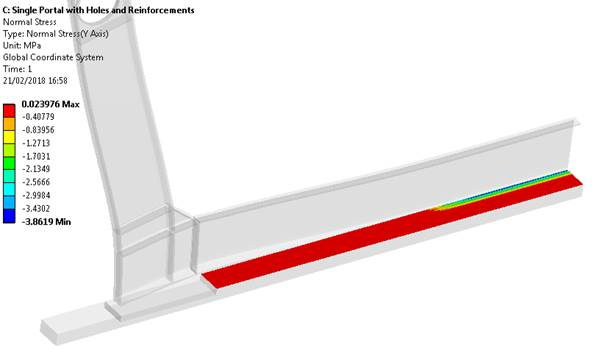 C: Single Portal with Holes and Reinforcements
Normal Stress
Type: Normal Stress(Y Axis)
Unit: MPa
Global Coordinate System
Time: 1
21/02/2018 16:58
0.023976 Max
-0.40779
-0.83956
-1.2713
-1.7031
-2.1349
-2.5666
-2.9984
-3.4302
-3.8619 Min